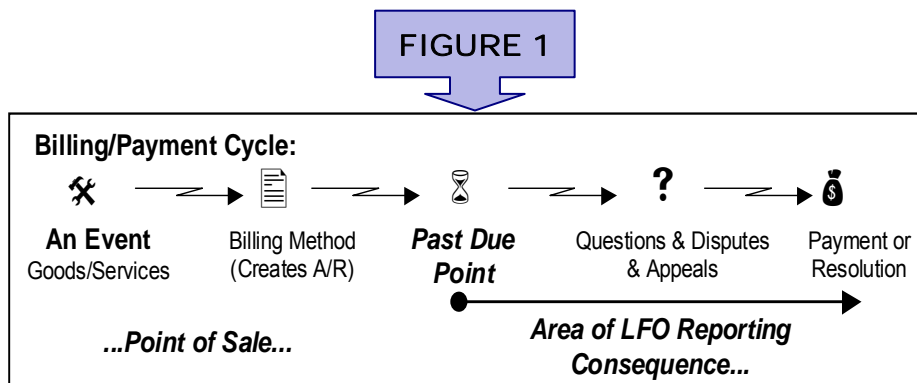 FIGURE 1
Billing/Payment Cycle:
?
$
An Event
Goods/Services
Billing Method
(Creates A/R)
Past Due
Point
Questions & Disputes
& Appeals
Payment or
Resolution
...Point of Sale...
Area of LFO Reporting
Consequence...